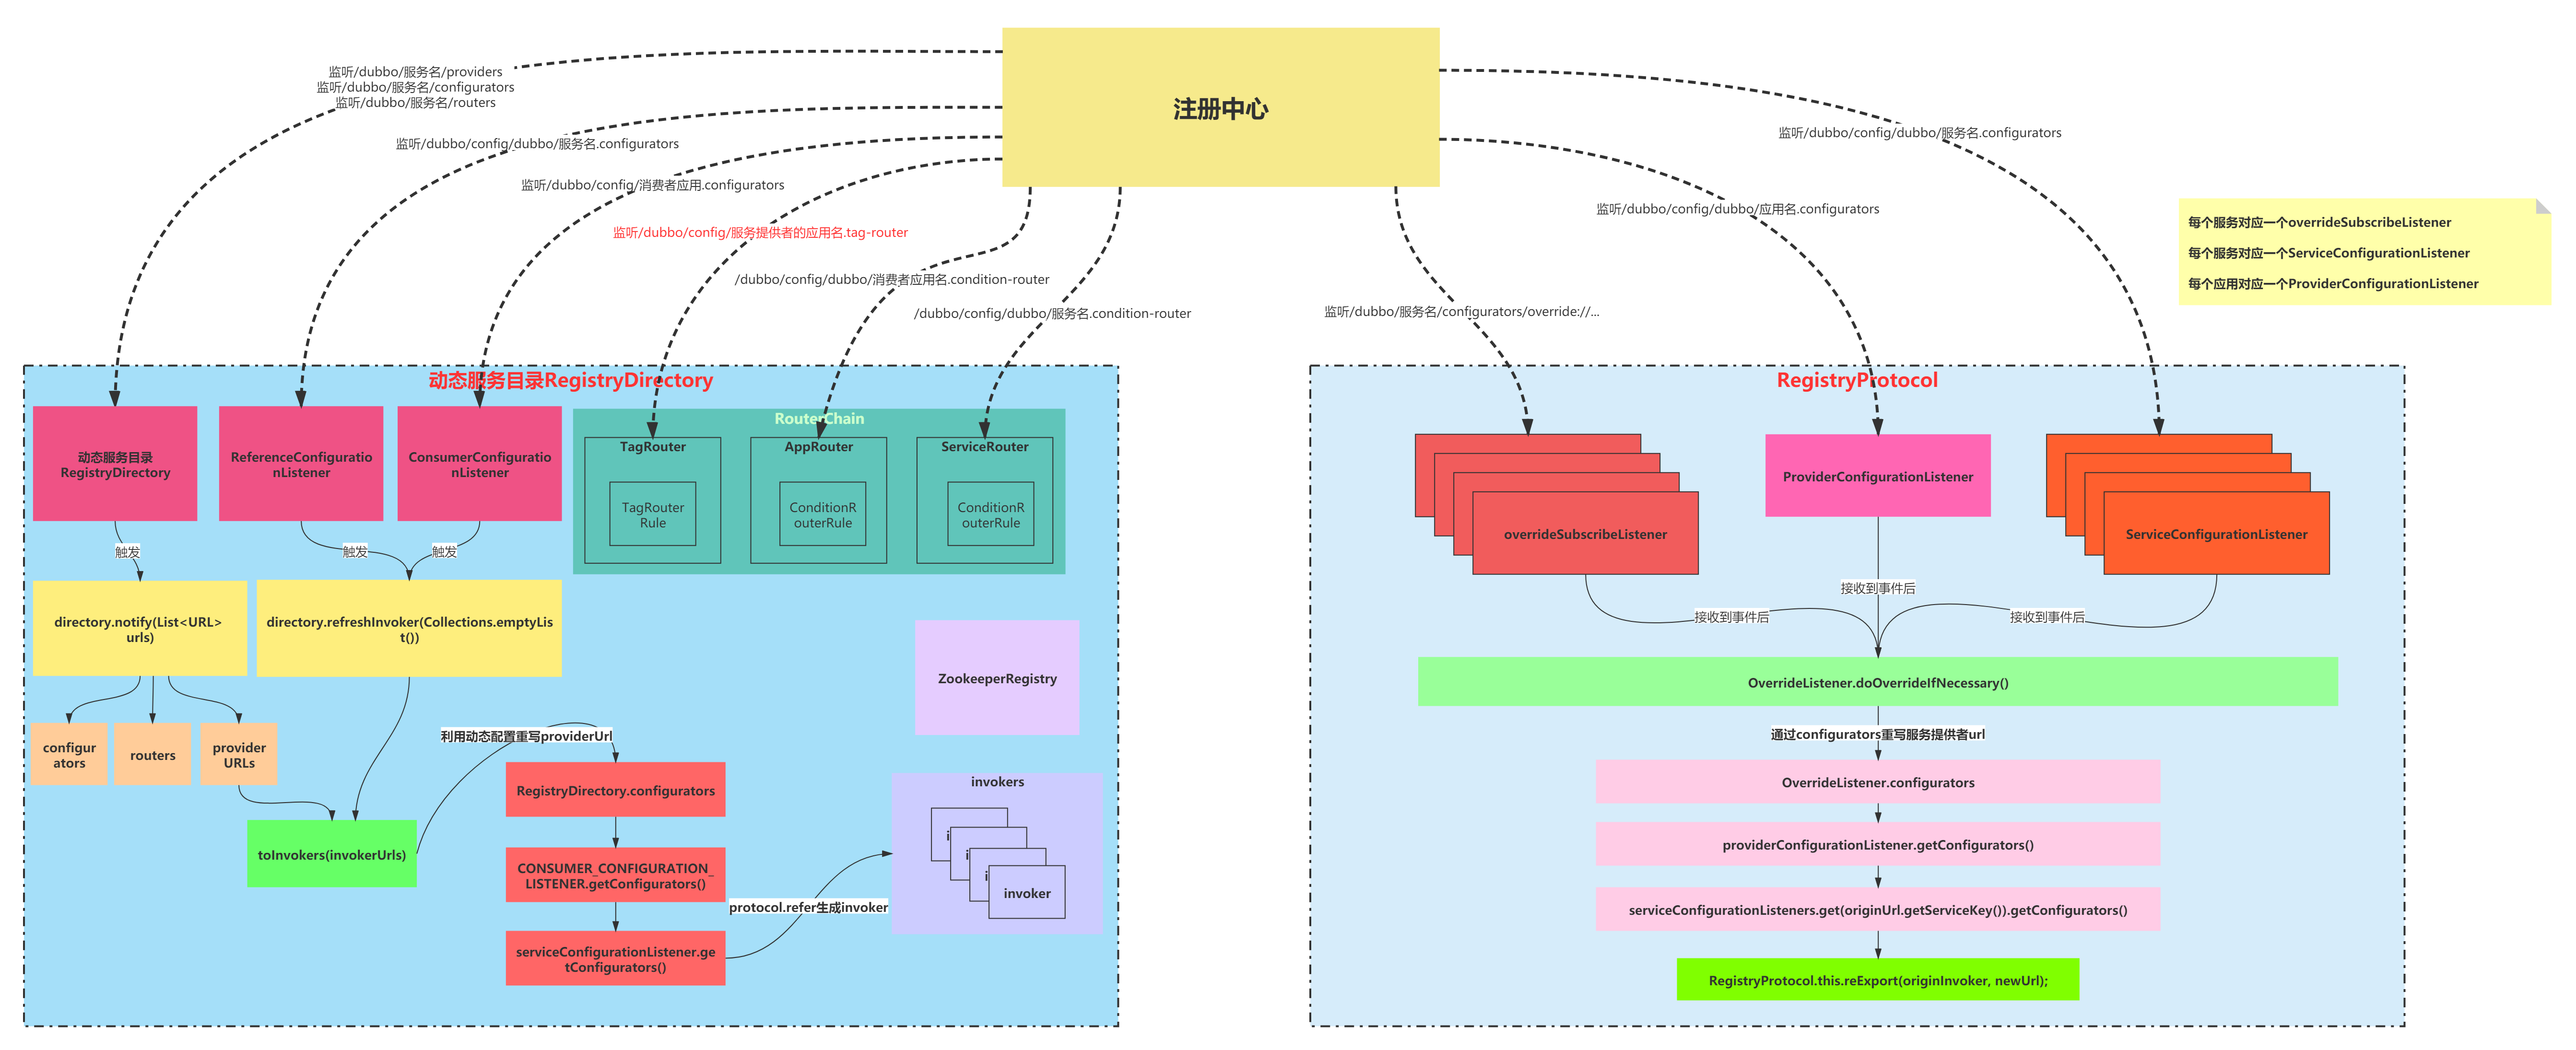 注册中心
监听/dubbo/服务名/providers
监听/dubbo/服务名/configurators
监听/dubbo/服务名/routers
监听/dubbo/config/dubbo/服务名.configurators
监听/dubbo/config/消费者应用.configurators
监听/dubbo/config/服务提供者的应用名.tag-router
/dubbo/config/dubbo/消费者应用名.condition-router
/dubbo/config/dubbo/服务名.condition-router
监听/dubbo/服务名/configurators/override://...
监听/dubbo/config/dubbo/应用名.configurators
监听/dubbo/config/dubbo/服务名.configurators
每个服务对应一个overrideSubscribeListener
每个服务对应一个ServiceConfigurationListener
每个应用对应一个ProviderConfigurationListener
动态服务目录RegistryDirectory
动态服务目录
RegistryDirectory
ReferenceConfiguratio
nListener
ConsumerConfiguratio
nListener
RouterChain
TagRouter
TagRouter
Rule
AppRouter
ConditionR
outerRule
ServiceRouter
ConditionR
outerRule
触发
触发
触发
directory.notify(List<URL>
urls)
directory.refreshInvoker(Collections.emptyLis
t())
configur
ators
routers
provider
URLs
toInvokers(invokerUrls)
利用动态配置重写providerUrl
RegistryDirectory.configurators
CONSUMER_CONFIGURATION_
LISTENER.getConfigurators()
serviceConfigurationListener.ge
tConfigurators()
protocol.refer生成invoker
ZookeeperRegistry
invokers
i
i
i
invoker
RegistryProtocol
overrideSubscribeListener
ProviderConfigurationListener
ServiceConfigurationListener
接收到事件后
接收到事件后
接收到事件后
OverrideListener.doOverrideIfNecessary()
通过configurators重写服务提供者url
OverrideListener.configurators
providerConfigurationListener.getConfigurators()
serviceConfigurationListeners.get(originUrl.getServiceKey()).getConfigurators()
RegistryProtocol.this.reExport(originInvoker, newUrl);